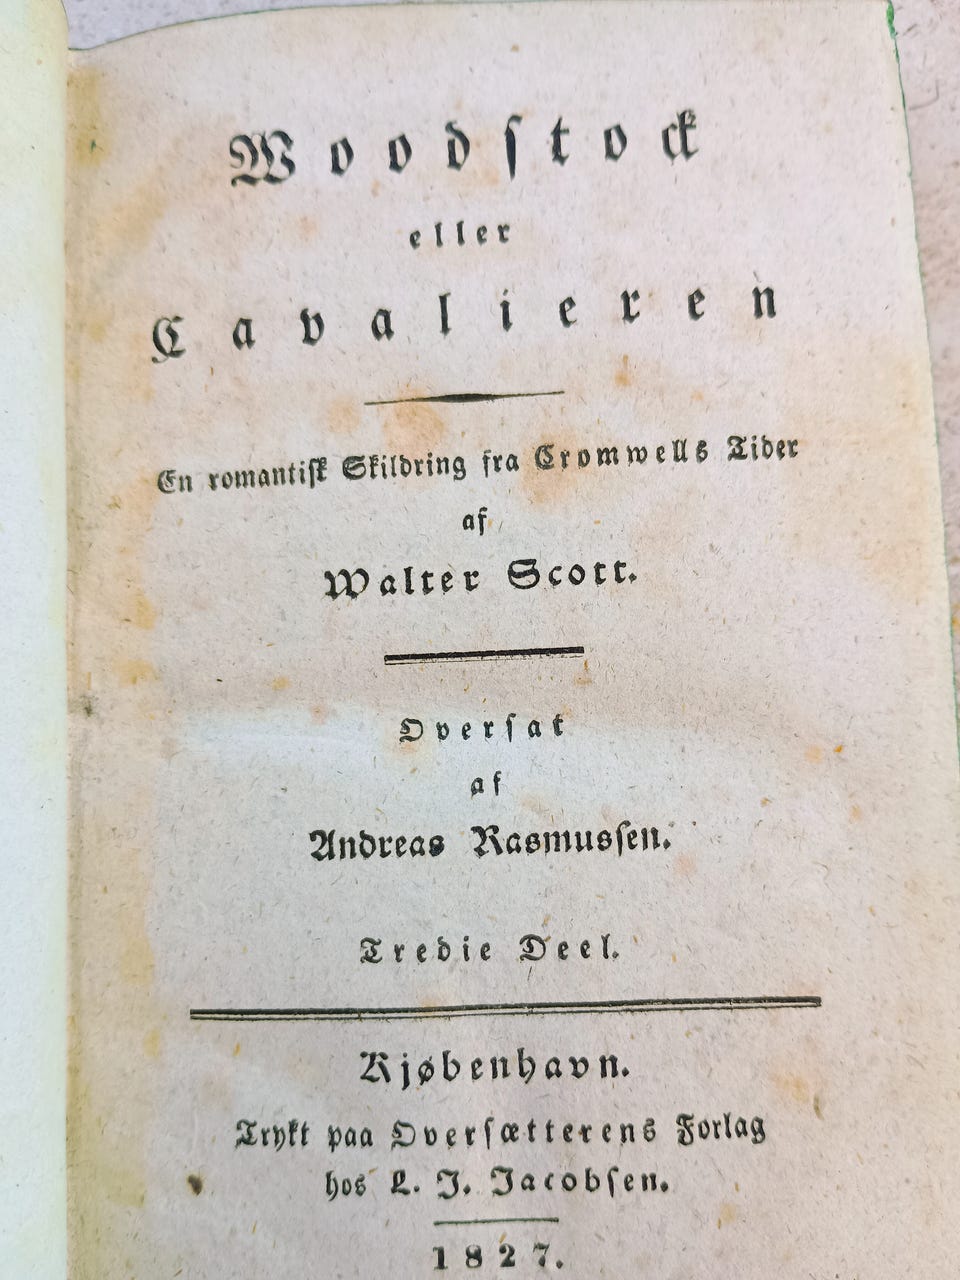 Woodstock
eller
Cavalieren
En romantisk Skildring fra Cromwells Tider
af
Walter Scott.
Oversat
af
Andreas Rasmussen.
Tredie Deel.
Kjøbenhavn.
Trykt paa Oversætterens Forlag
hos L. J. Jacobsen.
1827.